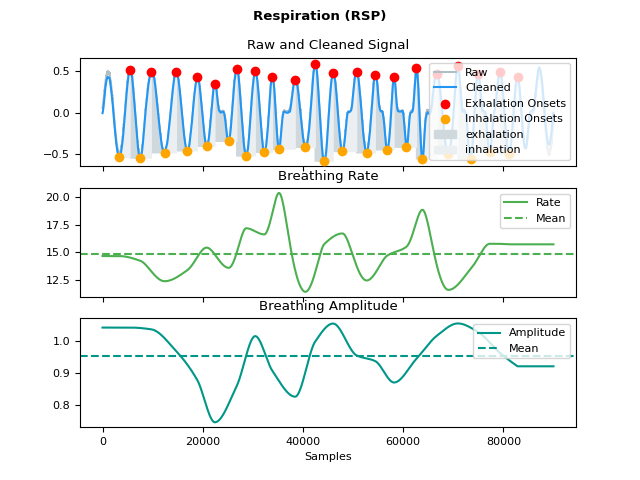 Respiration (RSP)
Raw and Cleaned Signal
0.5
0.0
−0.5
Raw
Cleaned
Exhalation Onsets
Inhalation Onsets
exhalation
inhalation
Breathing Rate
20.0
17.5
15.0
12.5
Rate
Mean
Breathing Amplitude
1.0
0.9
0.8
Amplitude
Mean
0 20000 40000 60000 80000
Samples